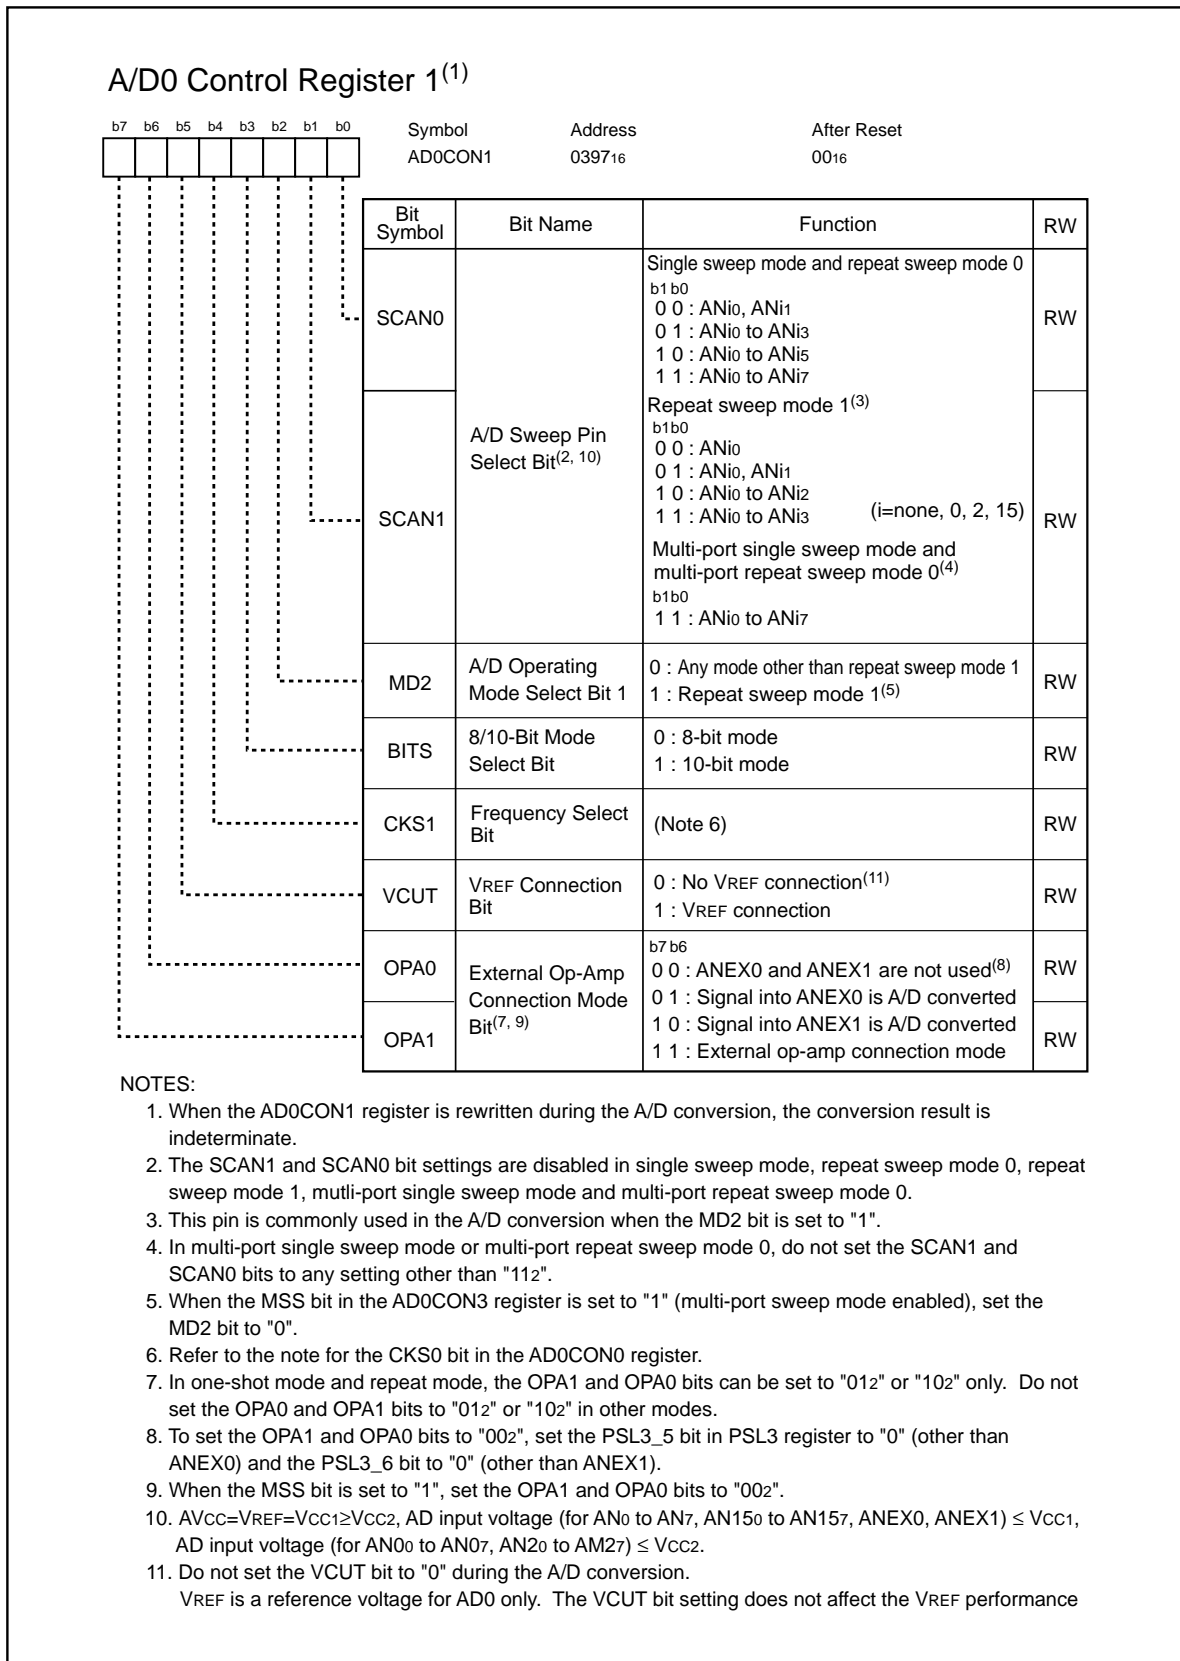 A/D0 Control Register 1(1)
b7 b6 b5 b4 b3 b2 b1 b0
Symbol Address After Reset
AD0CON1 039716 0016
Bit Symbol Bit Name Function RW
SCAN0
A/D Sweep Pin
Select Bit(2, 10)
Single sweep mode and repeat sweep mode 0
b1 b0
0 0 : ANi0, ANi1
0 1 : ANi0 to ANi3
1 0 : ANi0 to ANi5
1 1 : ANi0 to ANi7
RW
SCAN1
Repeat sweep mode 1(3)
b1b0
0 0 : ANi0
0 1 : ANi0, ANi1
1 0 : ANi0 to ANi2
1 1 : ANi0 to ANi3 (i=none, 0, 2, 15)
Multi-port single sweep mode and
multi-port repeat sweep mode 0(4)
b1b0
1 1 : ANi0 to ANi7
RW
MD2
A/D Operating
Mode Select Bit 1
0 : Any mode other than repeat sweep mode 1
1 : Repeat sweep mode 1(5)
RW
BITS
8/10-Bit Mode
Select Bit
0 : 8-bit mode
1 : 10-bit mode
RW
CKS1
Frequency Select
Bit
(Note 6)
RW
VCUT
VREF Connection
Bit
0 : No VREF connection(11)
1 : VREF connection
RW
OPA0
External Op-Amp
Connection Mode
Bit(7, 9)
b7 b6
0 0 : ANEX0 and ANEX1 are not used(8)
0 1 : Signal into ANEX0 is A/D converted
RW
OPA1
1 0 : Signal into ANEX1 is A/D converted
1 1 : External op-amp connection mode
RW
NOTES:
1. When the AD0CON1 register is rewritten during the A/D conversion, the conversion result is
indeterminate.
2. The SCAN1 and SCAN0 bit settings are disabled in single sweep mode, repeat sweep mode 0, repeat
sweep mode 1, mutli-port single sweep mode and multi-port repeat sweep mode 0.
3. This pin is commonly used in the A/D conversion when the MD2 bit is set to "1".
4. In multi-port single sweep mode or multi-port repeat sweep mode 0, do not set the SCAN1 and
SCAN0 bits to any setting other than "112".
5. When the MSS bit in the AD0CON3 register is set to "1" (multi-port sweep mode enabled), set the
MD2 bit to "0".
6. Refer to the note for the CKS0 bit in the AD0CON0 register.
7. In one-shot mode and repeat mode, the OPA1 and OPA0 bits can be set to "012" or "102" only. Do not
set the OPA0 and OPA1 bits to "012" or "102" in other modes.
8. To set the OPA1 and OPA0 bits to "002", set the PSL3_5 bit in PSL3 register to "0" (other than
ANEX0) and the PSL3_6 bit to "0" (other than ANEX1).
9. When the MSS bit is set to "1", set the OPA1 and OPA0 bits to "002".
10. AVCC=VREF=VCC1≥VCC2, AD input voltage (for AN0 to AN7, AN150 to AN157, ANEX0, ANEX1) ≤ VCC1,
AD input voltage (for AN00 to AN07, AN20 to AM27) ≤ VCC2.
11. Do not set the VCUT bit to "0" during the A/D conversion.
VREF is a reference voltage for AD0 only. The VCUT bit setting does not affect the VREF performance